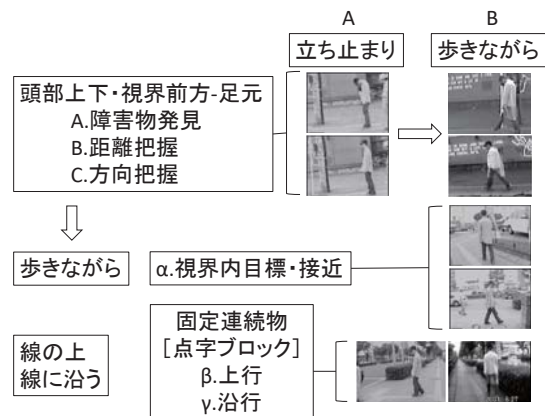 A
B
立ち止まり
歩きながら
頭部上下・視界前方-足元
A.障害物発見
B.距離把握
C.方向把握
歩きながら
α.視界内目標・接近
線の上
線に沿う
固定連続物
[点字ブロック]
β.上行
γ.沿行